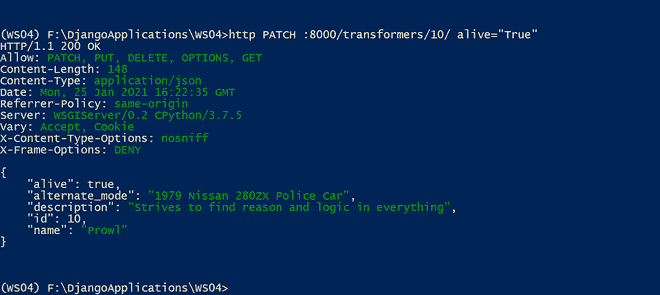 (WS04) F:\DjangoApplications\WS04>http PATCH :8000/transformers/10/ alive="True"
HTTP/1.1 200 OK
Allow: PATCH, PUT, DELETE, OPTIONS, GET
Content-Length: 148
Content-Type: application/json
Date: Mon, 25 Jan 2021 16:22:35 GMT
Referrer-Policy: same-origin
Server: WSGIServer/0.2 CPython/3.7.5
Vary: Accept, Cookie
X-Content-Type-Options: nosniff
X-Frame-Options: DENY
{
    "alive": true,
    "alternate_mode": "1979 Nissan 280ZX Police Car",
    "description": "Strives to find reason and logic in everything",
    "id": 10,
    "name": "Prowl"
}
(WS04) F:\DjangoApplications\WS04>